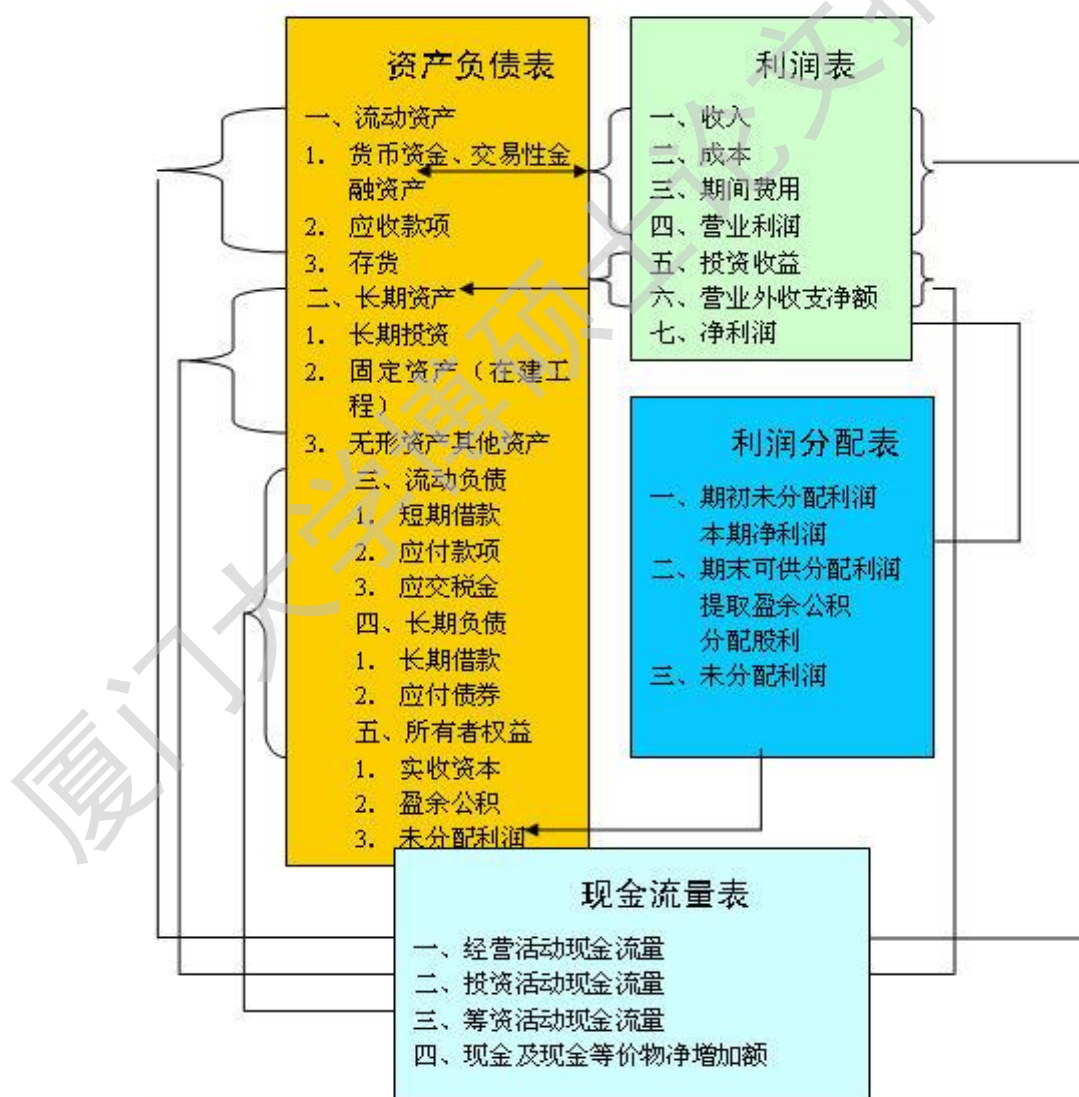 资产负债表
一、流动资产
1. 货币资金、交易性金
融资产
2. 应收款项
3. 存货
二、长期资产
1. 长期投资
2. 固定资产（在建工
程）
3. 无形资产其他资产
三、流动负债
1. 短期借款
2. 应付款项
3. 应交税金
四、长期负债
1. 长期借款
2. 应付债券
五、所有者权益
1. 实收资本
2. 盈余公积
3. 未分配利润
利润表
一、收入
二、成本
三、期间费用
四、营业利润
五、投资收益
六、营业外收支净额
七、净利润
利润分配表
一、期初未分配利润
本期净利润
二、期末可供分配利润
提取盈余公积
分配股利
三、未分配利润
现金流量表
一、经营活动现金流量
二、投资活动现金流量
三、筹资活动现金流量
四、现金及现金等价物净增加额
厦门大学博硕士论文